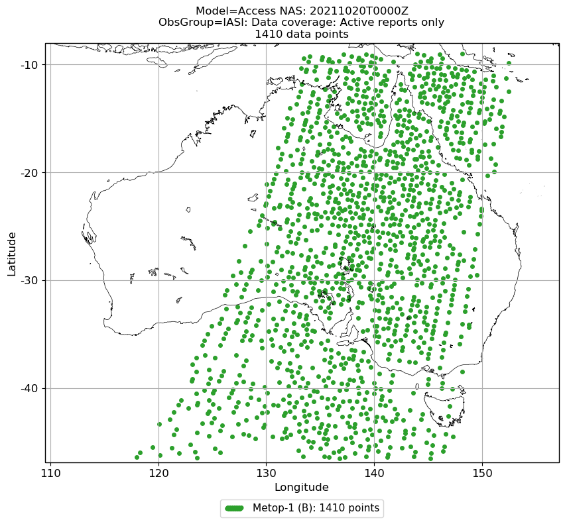 Model=Access NAS: 20211020T0000Z
ObsGroup=IASI: Data coverage: Active reports only
1410 data points
-10
-20
-30
-40
Latitude
110
120
130
140
150
Longitude
Metop-1 (B): 1410 points